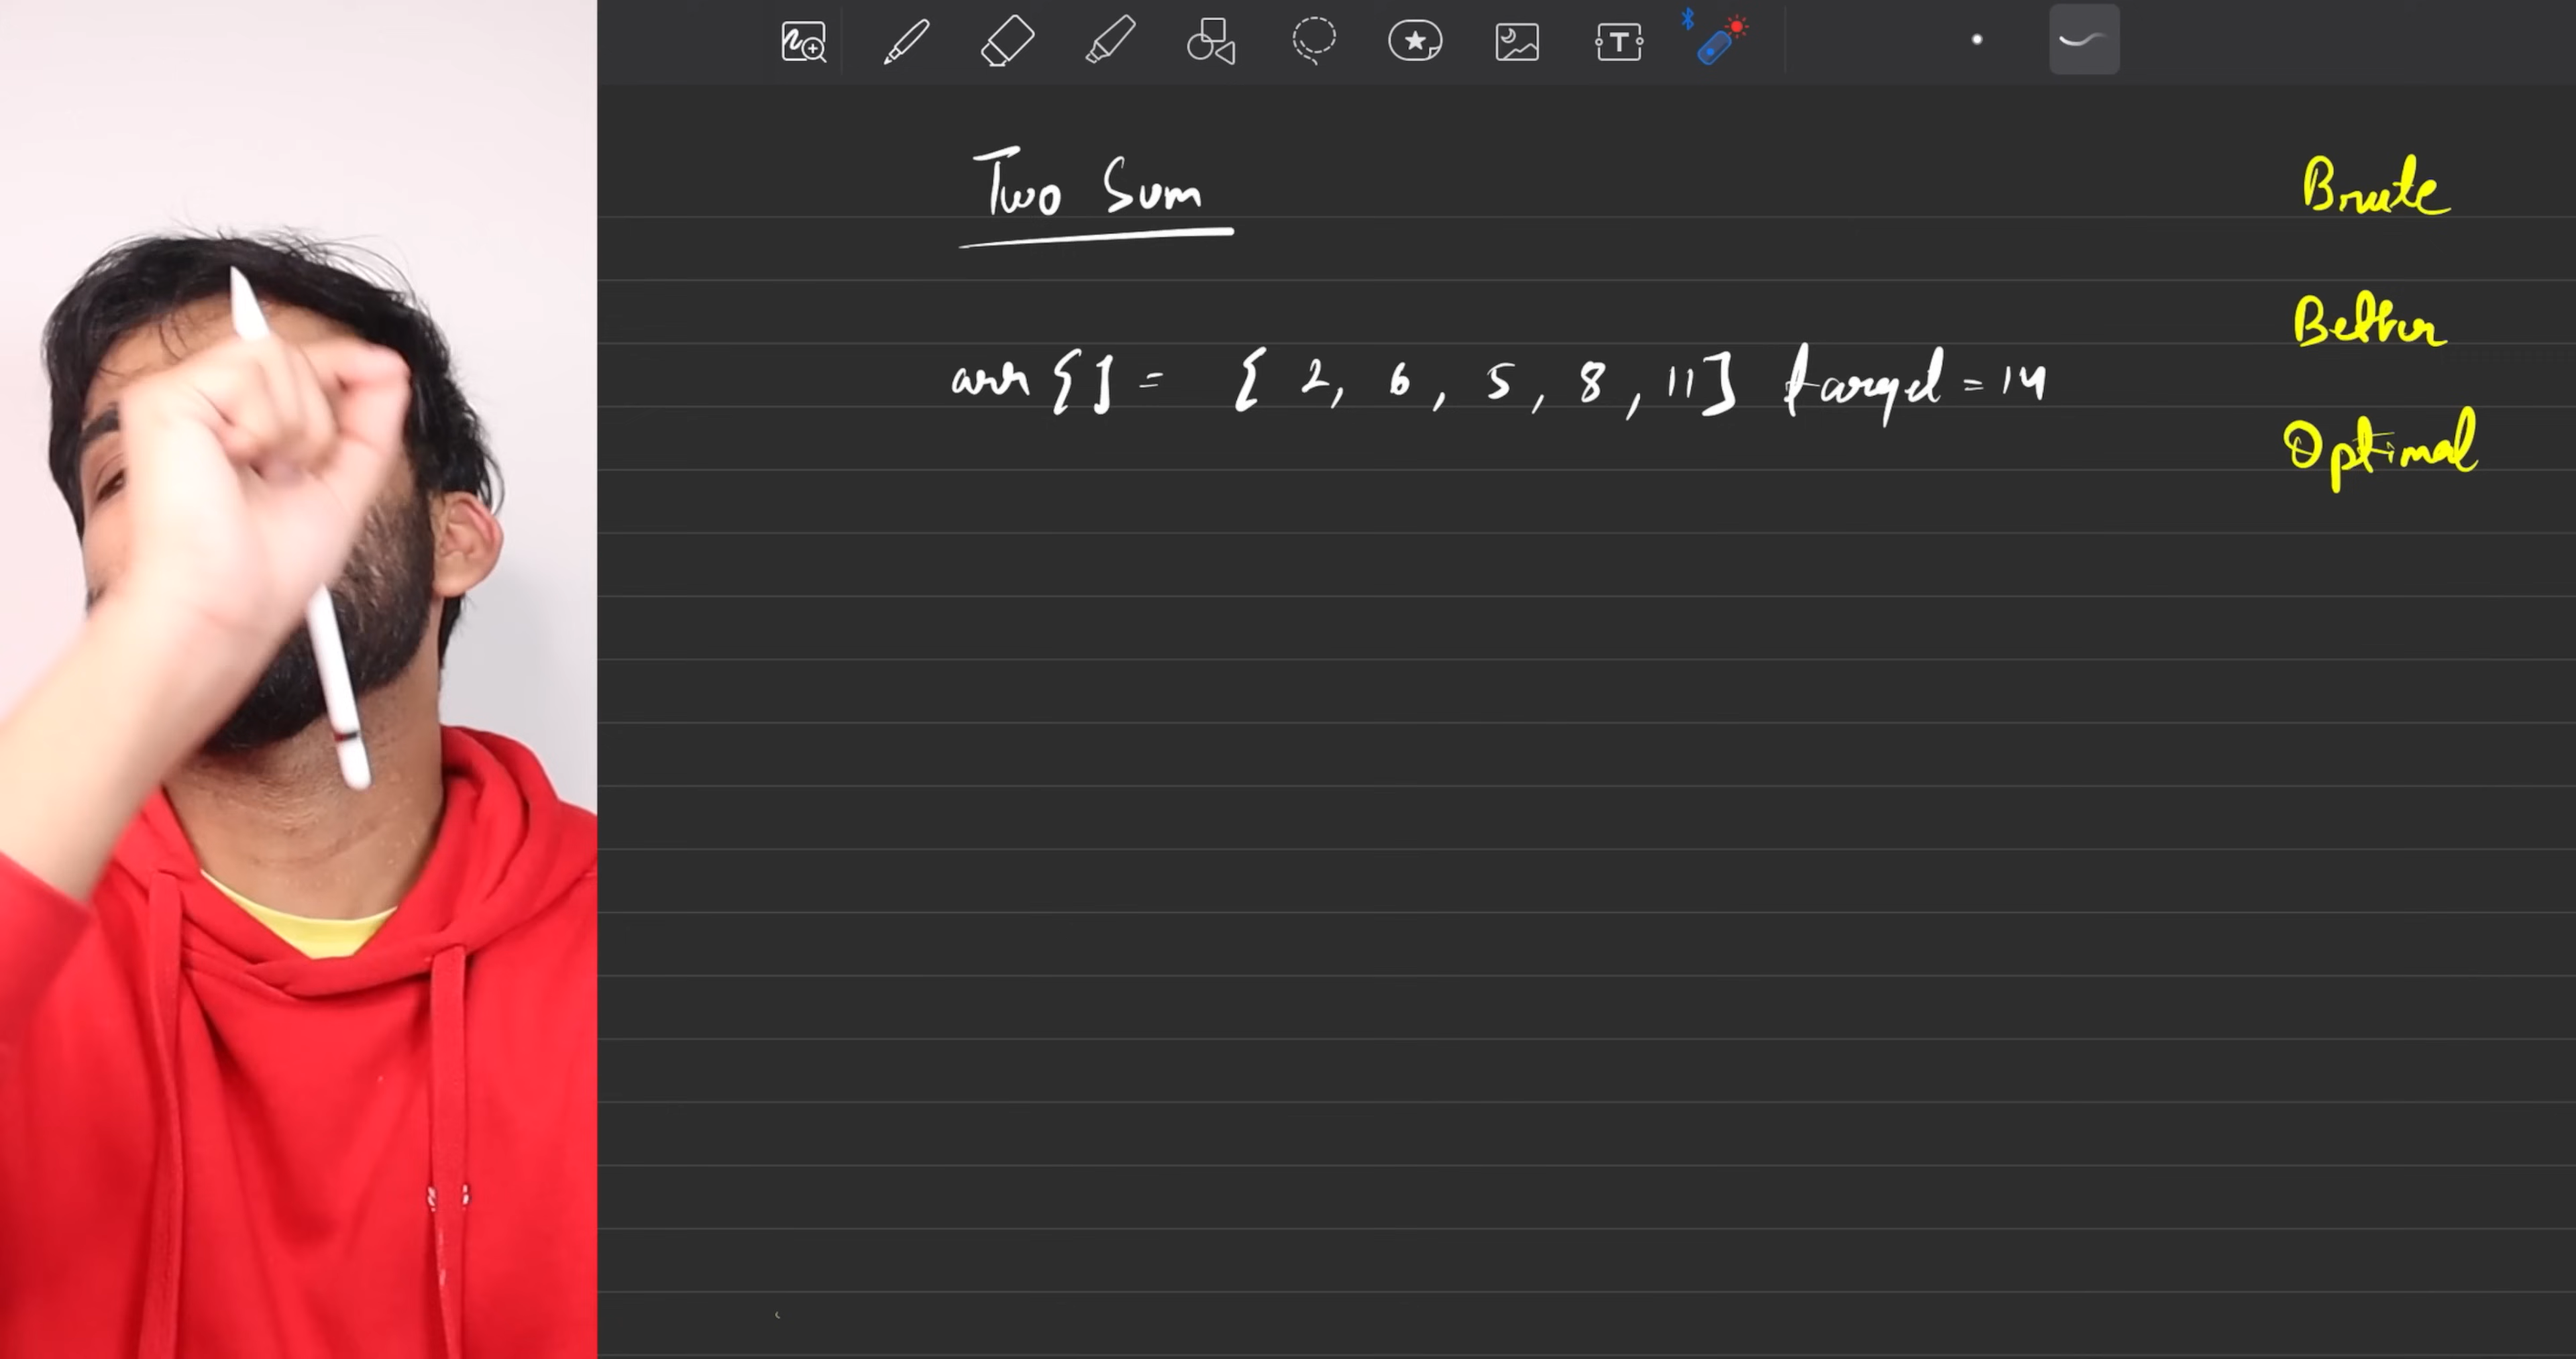 Two Sum
Brute
Better
arr [] = { 2, 6, 5, 8, 11} target = 14
Optimal